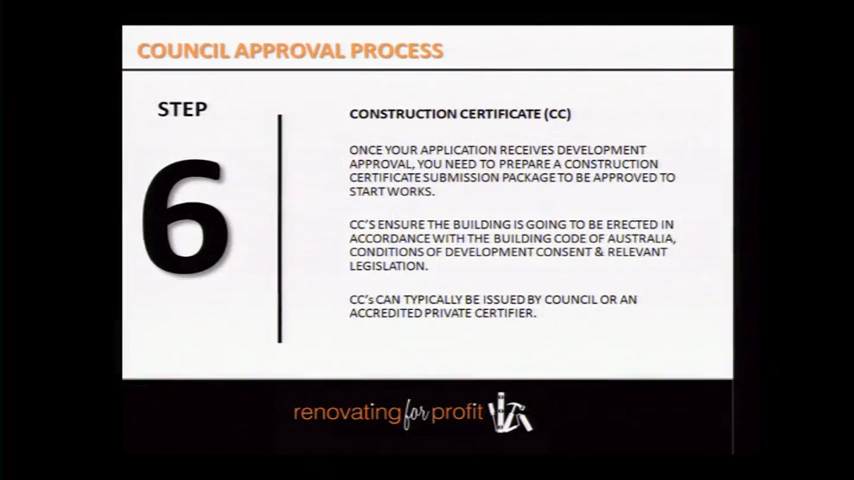 COUNCIL APPROVAL PROCESS
STEP
6
CONSTRUCTION CERTIFICATE (CC)
ONCE YOUR APPLICATION RECEIVES DEVELOPMENT
APPROVAL, YOU NEED TO PREPARE A CONSTRUCTION
CERTIFICATE SUBMISSION PACKAGE TO BE APPROVED TO
START WORKS.
CC'S ENSURE THE BUILDING IS GOING TO BE ERECTED IN
ACCORDANCE WITH THE BUILDING CODE OF AUSTRALIA,
CONDITIONS OF DEVELOPMENT CONSENT & RELEVANT
LEGISLATION.
CC's CAN TYPICALLY BE ISSUED BY COUNCIL OR AN
ACCREDITED PRIVATE CERTIFIER.
renovating for profit